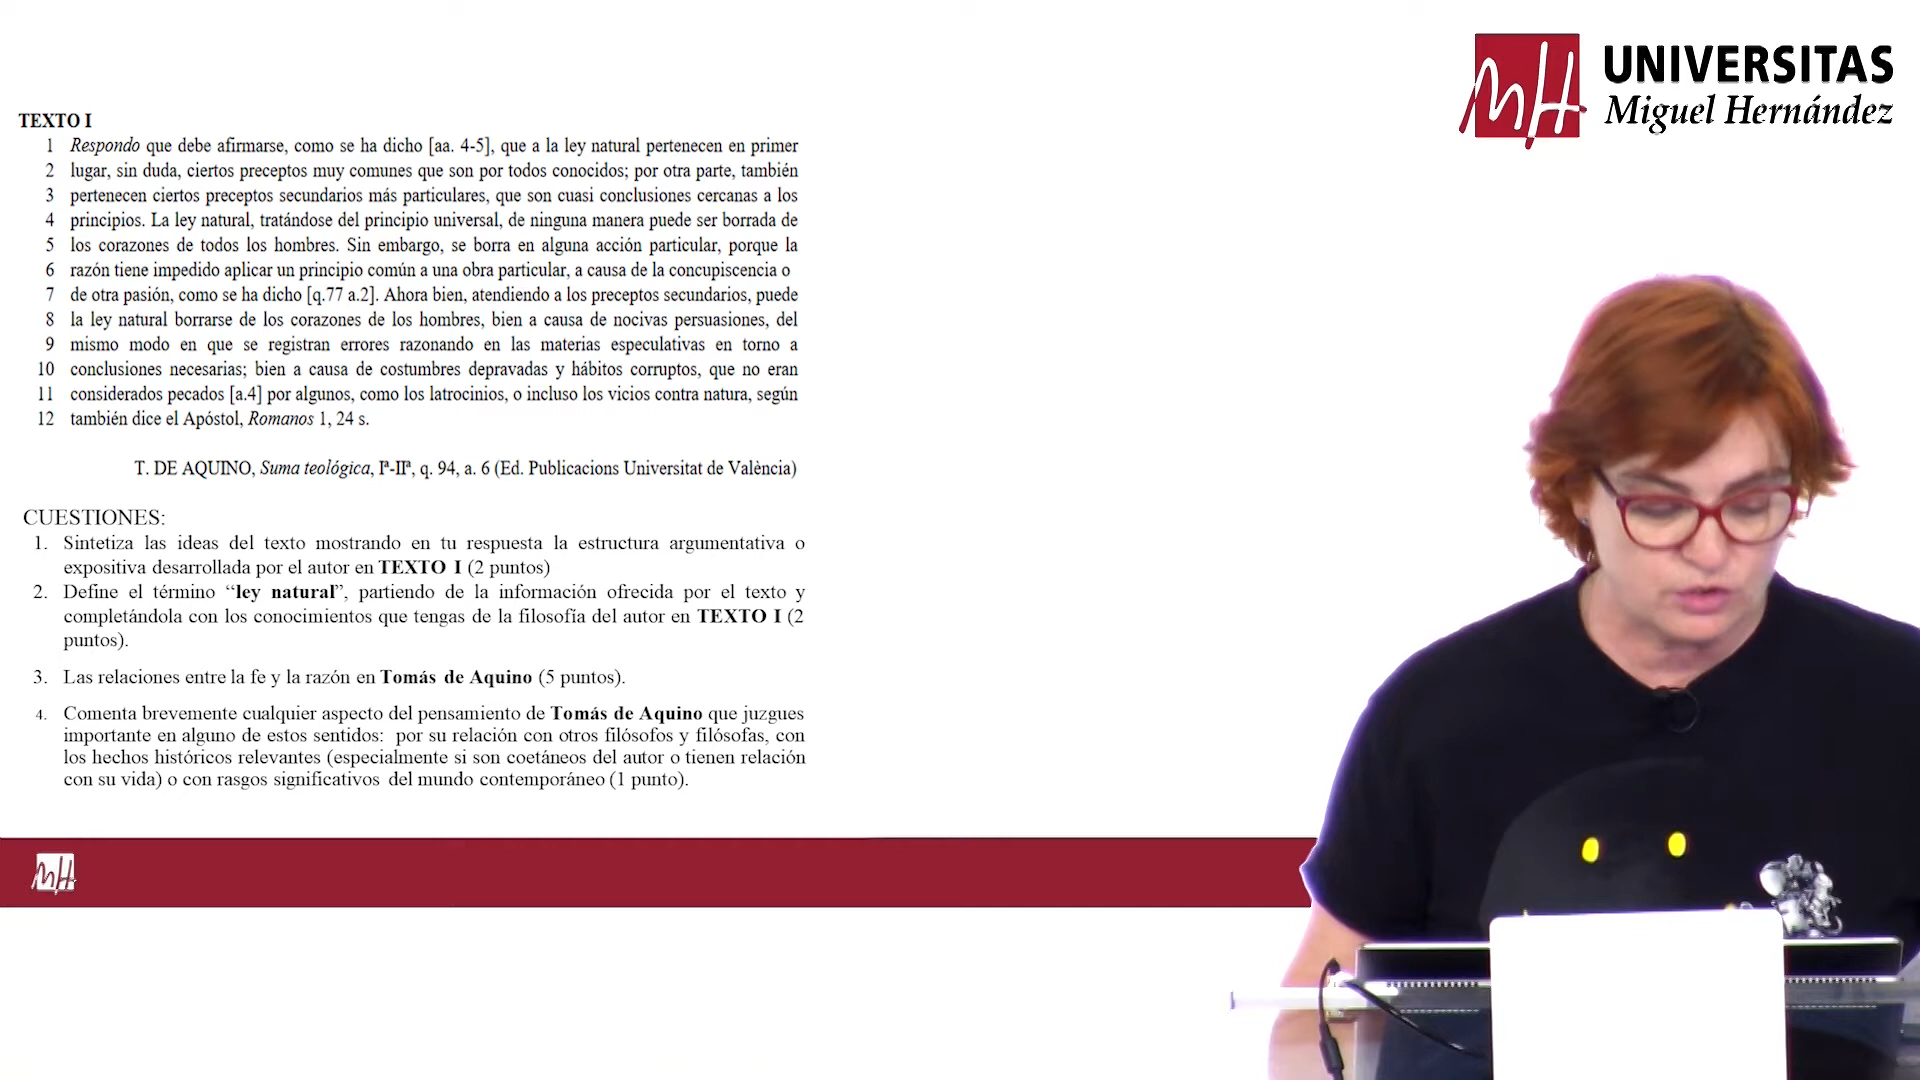 UNIVERSITAS
Miguel Hernández
TEXTO I
1 Respondo que debe afirmarse, como se ha dicho [aa. 4-5], que a la ley natural pertenecen en primer
2 lugar, sin duda, ciertos preceptos muy comunes que son por todos conocidos; por otra parte, también
3 pertenecen ciertos preceptos secundarios más particulares, que son cuasi conclusiones cercanas a los
4 principios. La ley natural, tratándose del principio universal, de ninguna manera puede ser borrada de
5 los corazones de todos los hombres. Sin embargo, se borra en alguna acción particular, porque la
6 razón tiene impedido aplicar un principio común a una obra particular, a causa de la concupiscencia o
7 de otra pasión, como se ha dicho [q.77 a.2]. Ahora bien, atendiendo a los preceptos secundarios, puede
8 la ley natural borrarse de los corazones de los hombres, bien a causa de nocivas persuasiones, del
9 mismo modo en que se registran errores razonando en las materias especulativas en torno a
10 conclusiones necesarias; bien a causa de costumbres depravadas y hábitos corruptos, que no eran
11 considerados pecados [a.4] por algunos, como los latrocinios, o incluso los vicios contra natura, según
12 también dice el Apóstol, Romanos 1, 24 s.
T. DE AQUINO, Suma teológica, Iª-IIª, q. 94, a. 6 (Ed. Publicacions Universitat de València)
CUESTIONES:
1. Sintetiza las ideas del texto mostrando en tu respuesta la estructura argumentativa o
expositiva desarrollada por el autor en TEXTO I (2 puntos)
2. Define el término “ley natural”, partiendo de la información ofrecida por el texto y
completándola con los conocimientos que tengas de la filosofía del autor en TEXTO I (2
puntos).
3. Las relaciones entre la fe y la razón en Tomás de Aquino (5 puntos).
4. Comenta brevemente cualquier aspecto del pensamiento de Tomás de Aquino que juzgues
importante en alguno de estos sentidos: por su relación con otros filósofos y filósofas, con
los hechos históricos relevantes (especialmente si son coetáneos del autor o tienen relación
con su vida) o con rasgos significativos del mundo contemporáneo (1 punto).